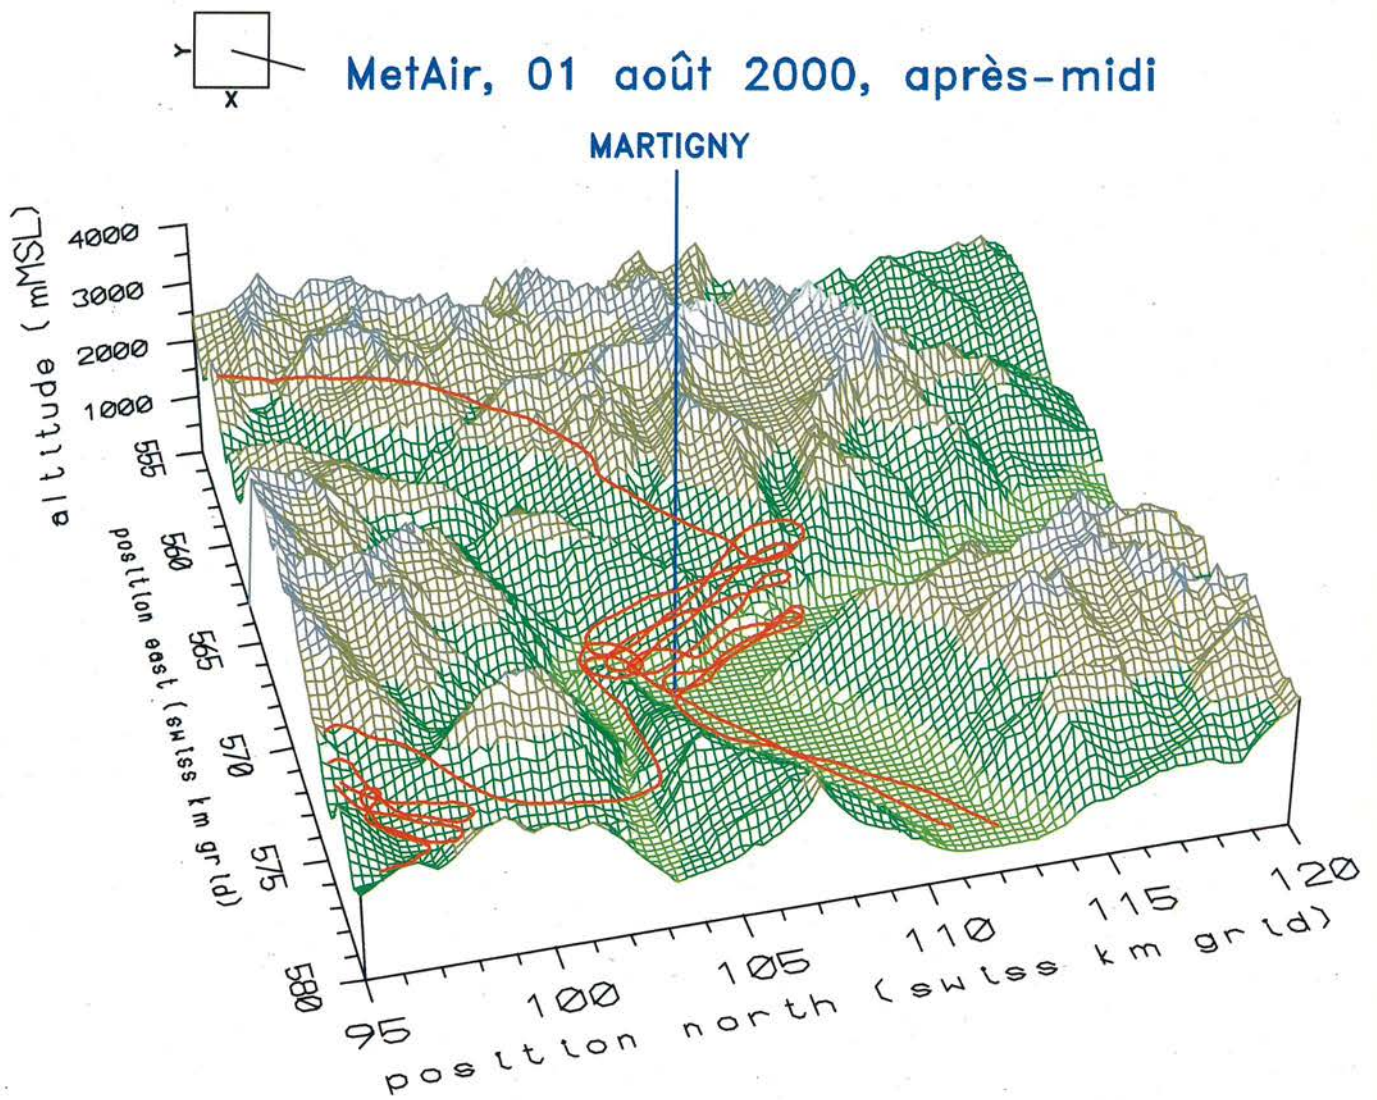 Y
X
MetAir, 01 août 2000, après-midi
MARTIGNY
altitude (mMSL)
4000
3000
2000
1000
position east (swiss km grid)
555
560
565
570
575
580
95
100
105
110
115
120
position north (swiss km grid)